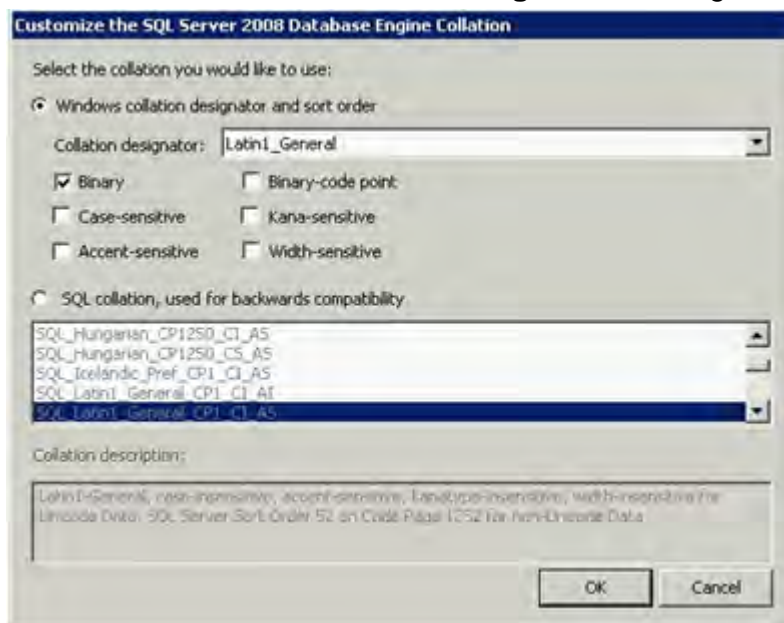 Customize the SQL Server 2008 Database Engine Collation
Select the collation you would like to use:
Windows collation designator and sort order
Collation designator: Latin1_General
Binary
Binary-code point
Case-sensitive
Kana-sensitive
Accent-sensitive
Width-sensitive
SQL collation, used for backwards compatibility
SQL_Hungarian_CP1250_CI_AS
SQL_Hungarian_CP1250_CS_AS
SQL_Icelandic_Pref_CP1_CI_AS
SQL_Latin1_General_CP1_CI_AI
SQL_Latin1_General_CP1_CI_AS
Collation description:
Latin1-General, case-insensitive, accent-sensitive, kanatype-insensitive, width-insensitive for
Unicode Data, SQL Server Sort Order 52 on Code Page 1252 for non-Unicode Data
OK
Cancel